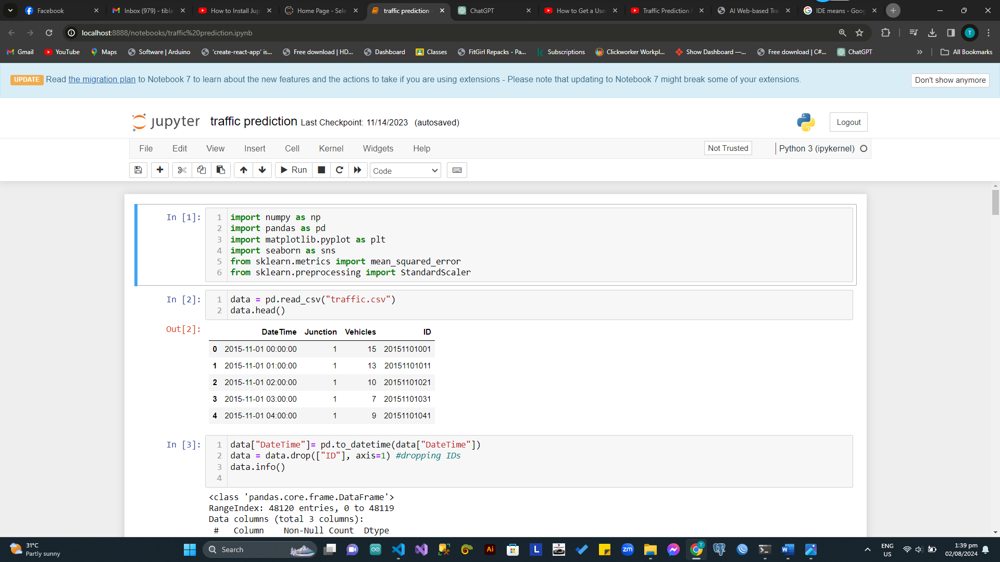 Facebook
Inbox (979) - tibla
How to Install Jup
Home Page - Sele
traffic prediction -
ChatGPT
How to Get a Use
Traffic Prediction
AI Web-based Tra
IDE means - Goog
localhost:8888/notebooks/traffic%20prediction.ipynb
T
Gmail
YouTube
Maps
Software | Arduino
'create-react-app' is...
Free download | HD...
Dashboard
Classes
FitGirl Repacks - Pa...
Subscriptions
Clickworker Workpl...
Show Dashboard —...
Free download | C#...
ChatGPT
All Bookmarks
UPDATE Read the migration plan to Notebook 7 to learn about the new features and the actions to take if you are using extensions - Please note that updating to Notebook 7 might break some of your extensions.
Don't show anymore
jupyter traffic prediction Last Checkpoint: 11/14/2023 (autosaved)
Logout
File Edit View Insert Cell Kernel Widgets Help
Not Trusted
Python 3 (ipykernel)
Run
Code
In [1]:
1 import numpy as np
2 import pandas as pd
3 import matplotlib.pyplot as plt
4 import seaborn as sns
5 from sklearn.metrics import mean_squared_error
6 from sklearn.preprocessing import StandardScaler
In [2]:
1 data = pd.read_csv("traffic.csv")
2 data.head()
Out[2]:
DateTime Junction Vehicles ID
0 2015-11-01 00:00:00 1 15 20151101001
1 2015-11-01 01:00:00 1 13 20151101011
2 2015-11-01 02:00:00 1 10 20151101021
3 2015-11-01 03:00:00 1 7 20151101031
4 2015-11-01 04:00:00 1 9 20151101041
In [3]:
1 data["DateTime"]= pd.to_datetime(data["DateTime"])
2 data = data.drop(["ID"], axis=1) #dropping IDs
3 data.info()
4
<class 'pandas.core.frame.DataFrame'>
RangeIndex: 48120 entries, 0 to 48119
Data columns (total 3 columns):
# Column Non-Null Count Dtype
31°C
Partly sunny
Search
Ai
L
zm
T
W
ENG
US
1:39 pm
02/08/2024